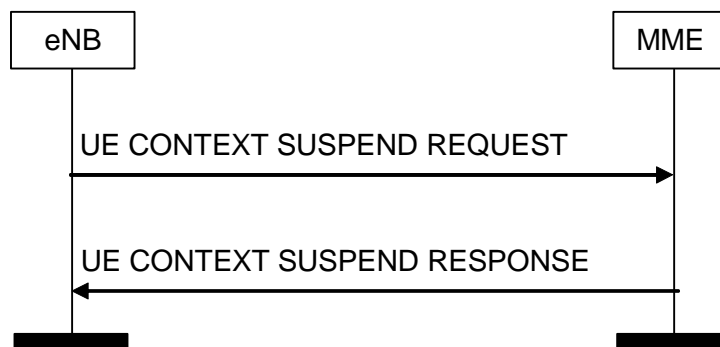 eNB
MME
UE CONTEXT SUSPEND REQUEST
UE CONTEXT SUSPEND RESPONSE